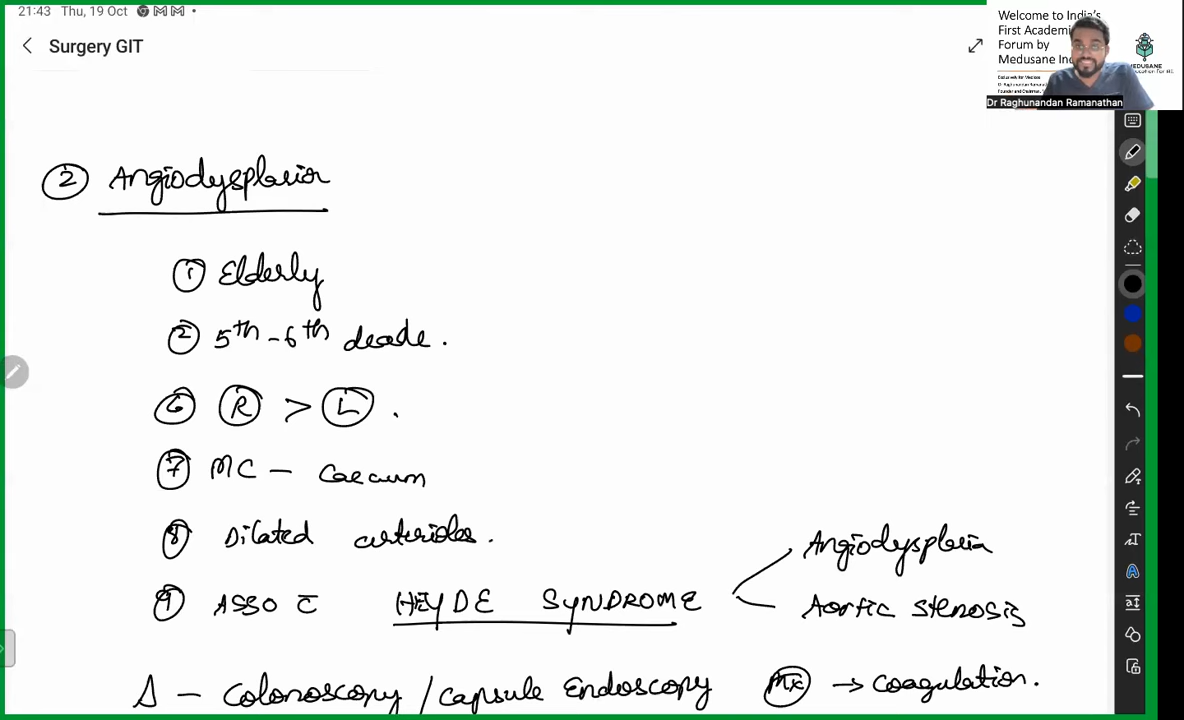 21:43 Thu, 19 Oct
Surgery GIT
Welcome to India's
First Academi
Forum by
Medusane Ind
Dr Raghunandan Ramanathan
② Angiodysplasia
① Elderly
② 5th - 6th decade.
⑥ Ⓡ > Ⓛ .
⑦ MC - Caecum
⑧ Dilated arterioles.
⑨ ASSO c̄ HEYDE SYNDROME
Angiodysplasia
Aortic stenosis
Δ - Colonoscopy / Capsule Endoscopy Mx → Coagulation.